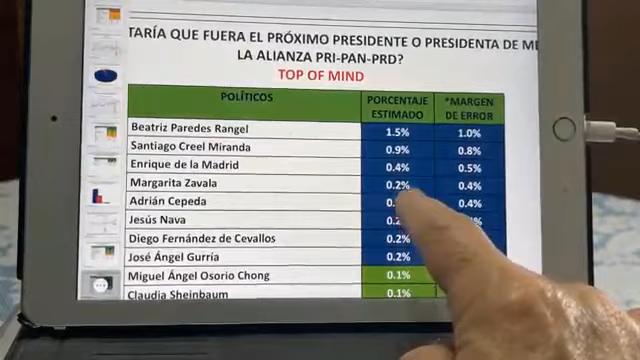 TARÍA QUE FUERA EL PRÓXIMO PRESIDENTE O PRESIDENTA DE
LA ALIANZA PRI-PAN-PRD?
TOP OF MIND
POLÍTICOS PORCENTAJE ESTIMADO *MARGEN DE ERROR
Beatriz Paredes Rangel 1.5% 1.0%
Santiago Creel Miranda 0.9% 0.8%
Enrique de la Madrid 0.4% 0.5%
Margarita Zavala 0.2% 0.4%
Adrián Cepeda 0.4%
Jesús Nava
Diego Fernández de Cevallos 0.2%
José Ángel Gurría 0.2%
Miguel Ángel Osorio Chong 0.1%
Claudia Sheinbaum 0.1%